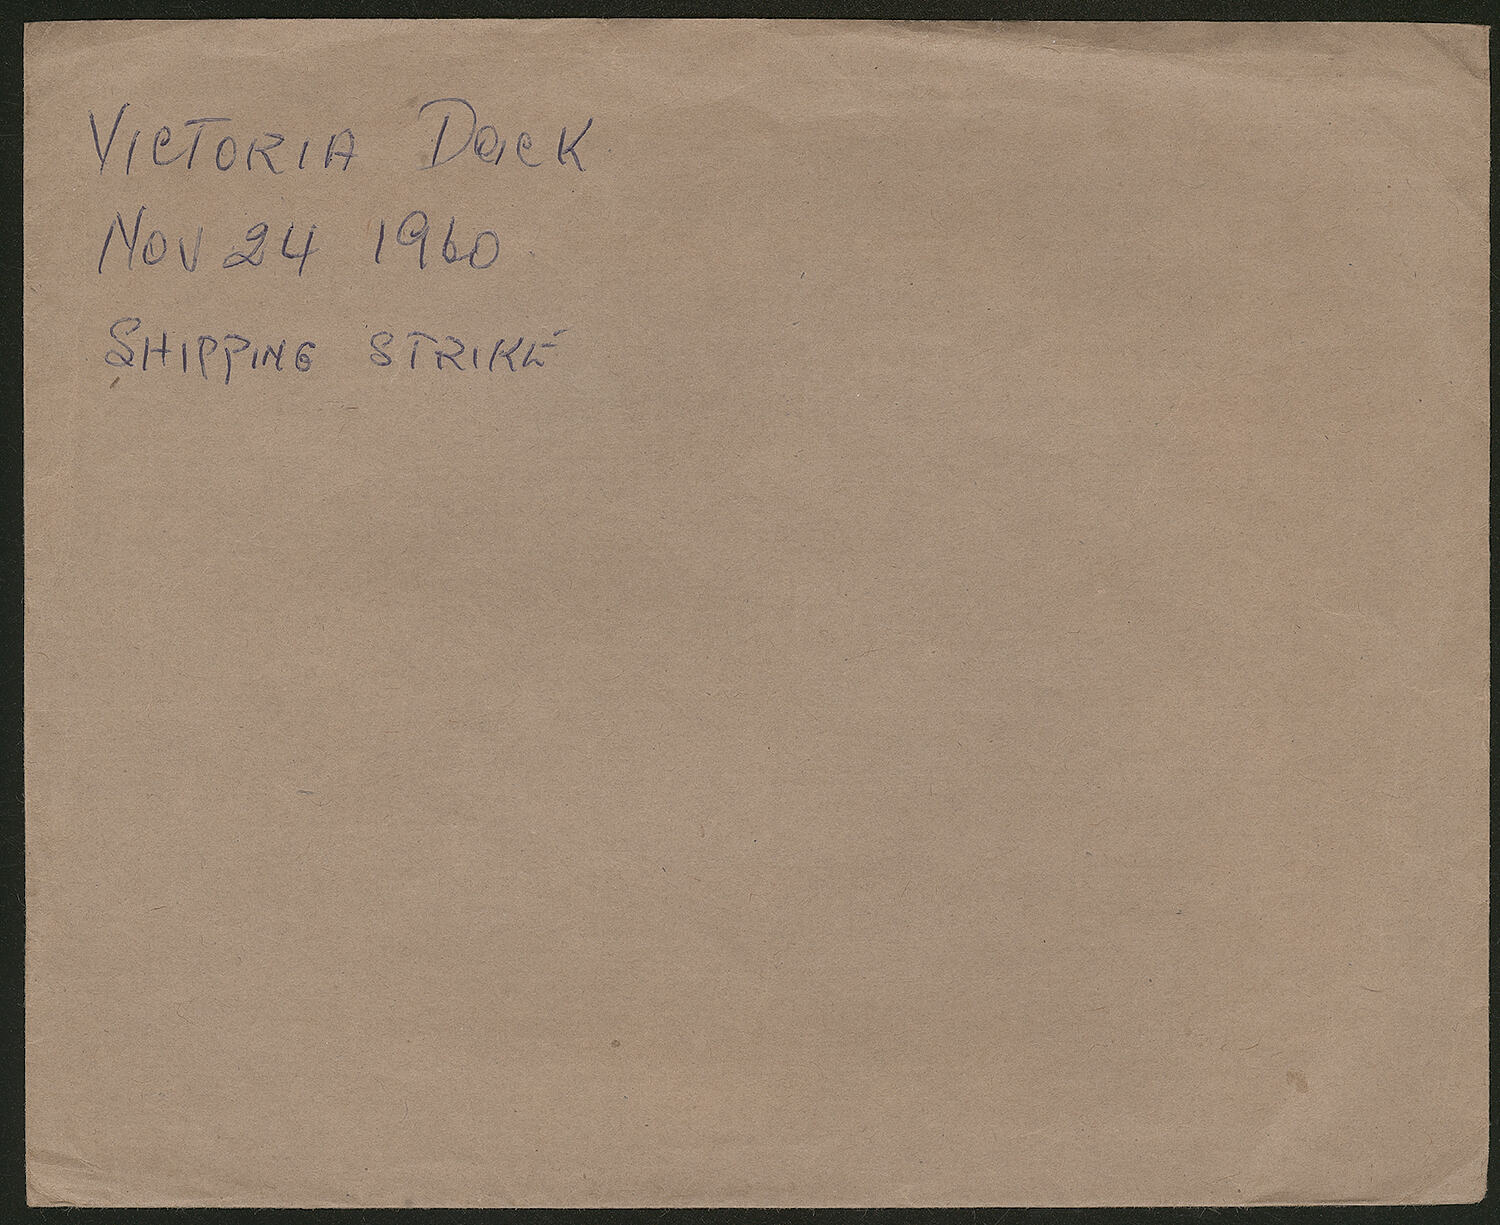 VICTORIA DOCK
NOV 24 1960
SHIPPING STRIKE